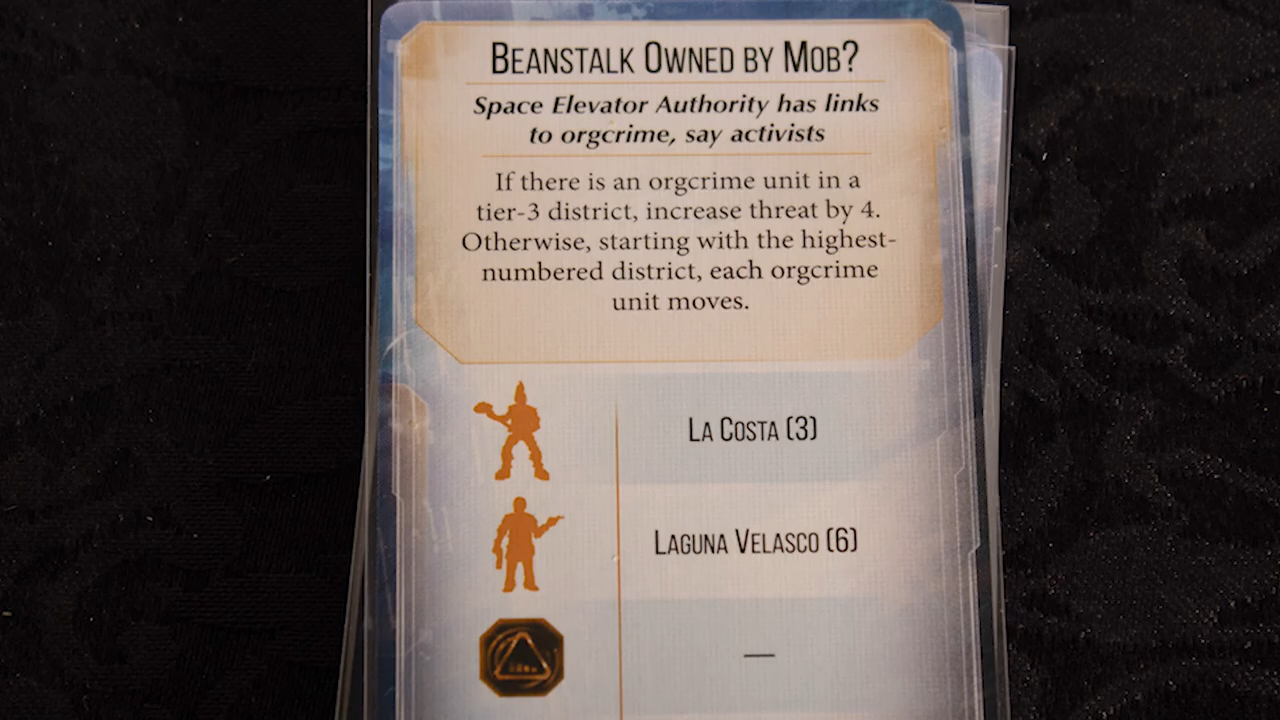 BEANSTALK OWNED BY MOB?
Space Elevator Authority has links
to orgcrime, say activists
If there is an orgcrime unit in a
tier-3 district, increase threat by 4.
Otherwise, starting with the highest-
numbered district, each orgcrime
unit moves.
LA COSTA (3)
LAGUNA VELASCO (6)
—